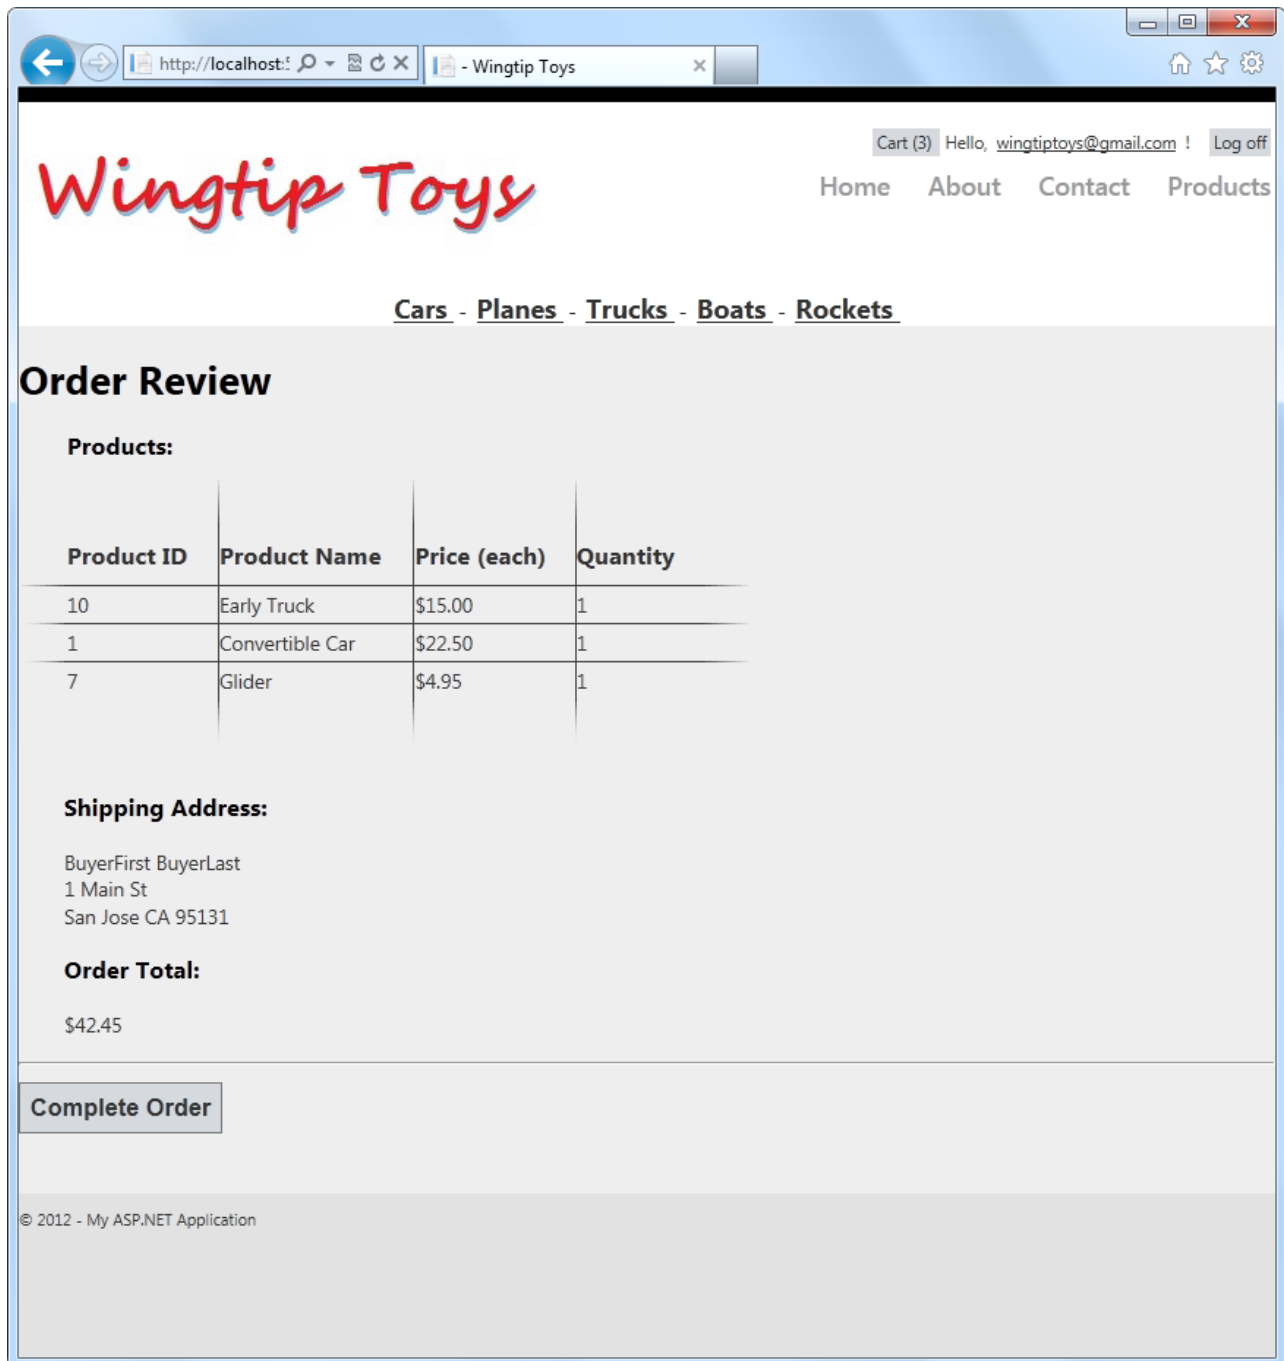 http://localhost:
- Wingtip Toys
Cart (3) Hello, wingtiptoys@gmail.com ! Log off
Wingtip Toys
Home About Contact Products
Cars - Planes - Trucks - Boats - Rockets
Order Review
Products:
Product ID Product Name Price (each) Quantity
10 Early Truck $15.00 1
1 Convertible Car $22.50 1
7 Glider $4.95 1
Shipping Address:
BuyerFirst BuyerLast
1 Main St
San Jose CA 95131
Order Total:
$42.45
Complete Order
© 2012 - My ASP.NET Application